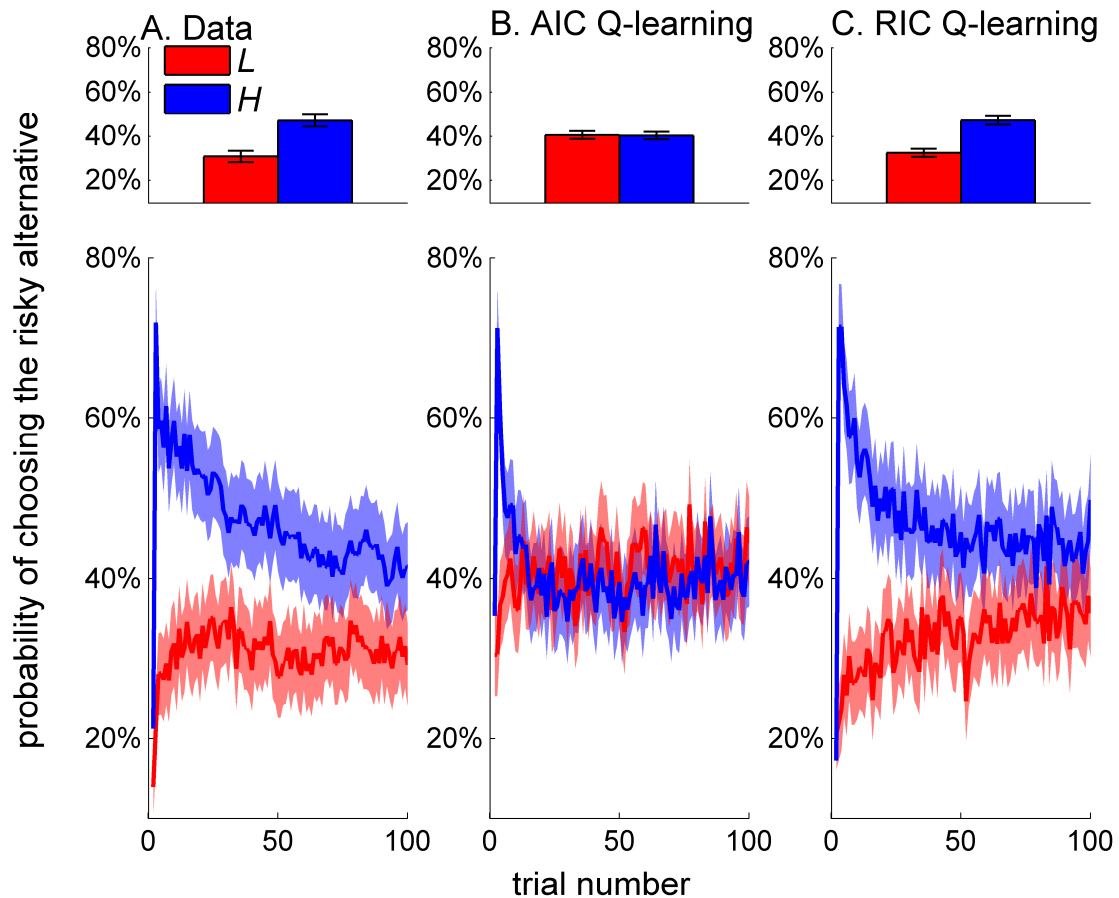 A. Data
B. AIC Q-learning
C. RIC Q-learning
L
H
80%
60%
40%
20%
80%
60%
40%
20%
80%
60%
40%
20%
probability of choosing the risky alternative
80%
60%
40%
20%
80%
60%
40%
20%
80%
60%
40%
20%
0 50 100
0 50 100
0 50 100
trial number